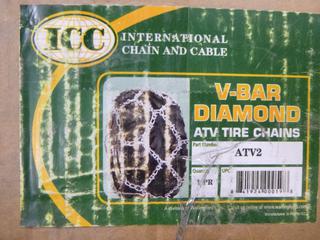 ICC
INTERNATIONAL
CHAIN AND CABLE
V-BAR
DIAMOND
ATV TIRE CHAINS
Part Number
ATV2
Quantity
UPC
1 PR